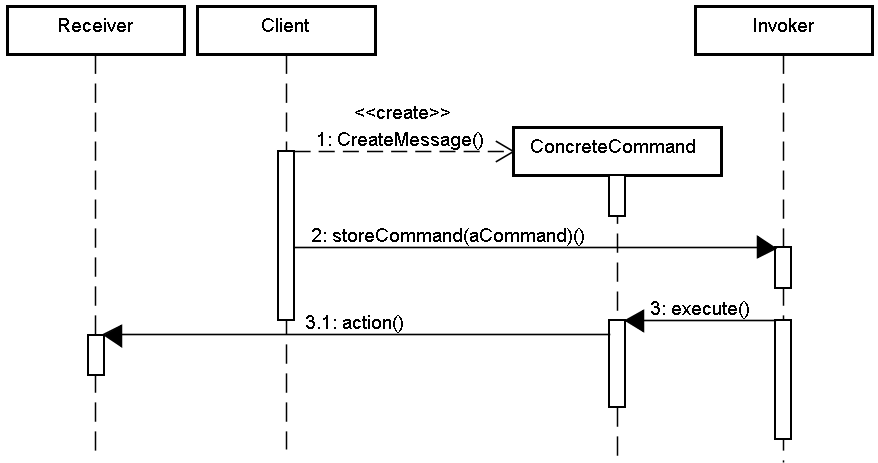 Receiver
Client
Invoker
<<create>>
1: CreateMessage()
ConcreteCommand
2: storeCommand(aCommand)()
3: execute()
3.1: action()